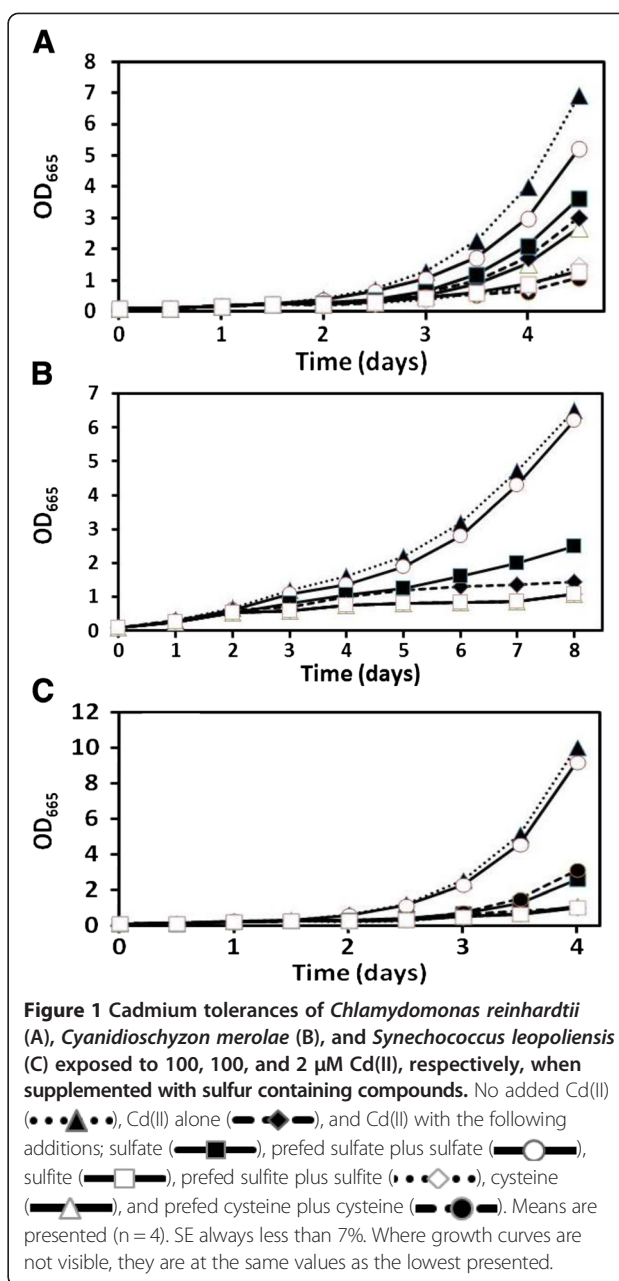 A
8
7
6
5
4
3
2
1
0
OD665
0 1 2 3 4
Time (days)
B
7
6
5
4
3
2
1
0
OD665
0 1 2 3 4 5 6 7 8
Time (days)
C
12
10
8
6
4
2
0
OD665
0 1 2 3 4
Time (days)
Figure 1 Cadmium tolerances of Chlamydomonas reinhardtii
(A), Cyanidioschyzon merolae (B), and Synechococcus leopoliensis
(C) exposed to 100, 100, and 2 μM Cd(II), respectively, when
supplemented with sulfur containing compounds. No added Cd(II)
( ), Cd(II) alone ( ), and Cd(II) with the following
additions; sulfate ( ), prefed sulfate plus sulfate ( ),
sulfite ( ), prefed sulfite plus sulfite ( ), cysteine
( ), and prefed cysteine plus cysteine ( ). Means are
presented (n = 4). SE always less than 7%. Where growth curves are
not visible, they are at the same values as the lowest presented.